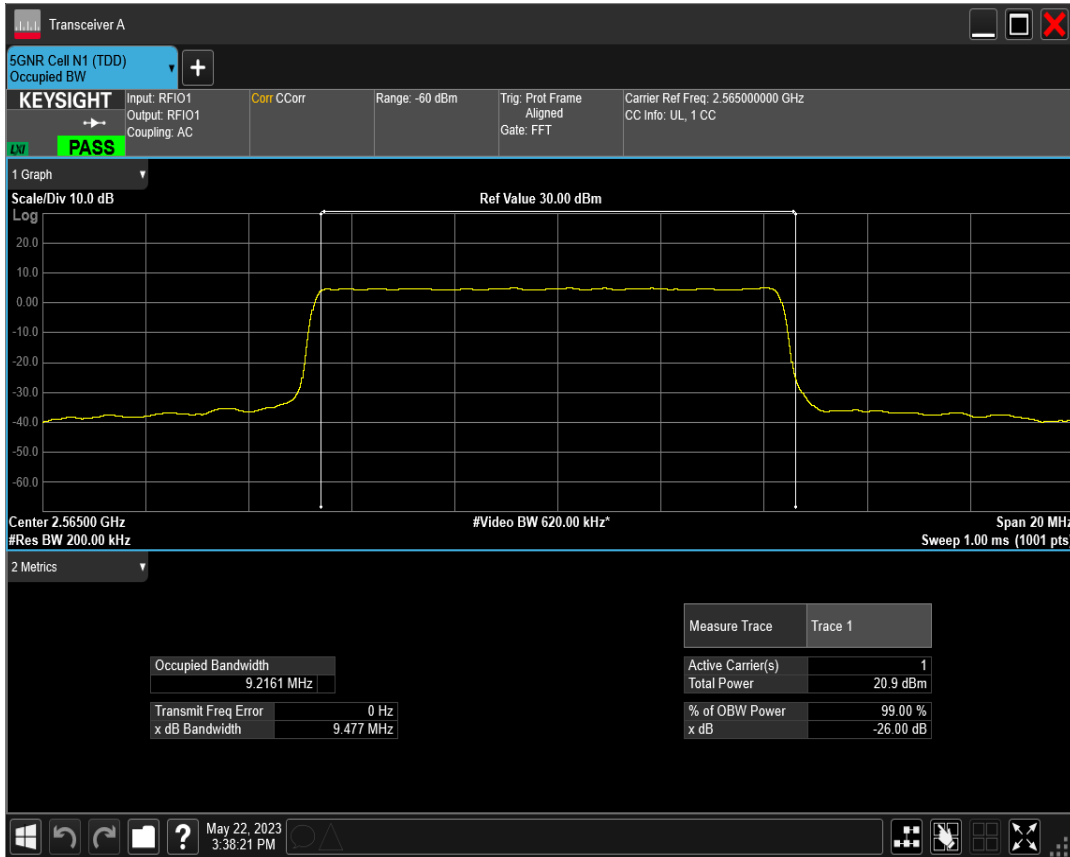 Transceiver A
5GNR Cell N1 (TDD)
Occupied BW
+
KEYSIGHT
LXI
PASS
Input: RFIO1
Output: RFIO1
Coupling: AC
Corr CCorr
Range: -60 dBm
Trig: Prot Frame
Aligned
Gate: FFT
Carrier Ref Freq: 2.565000000 GHz
CC Info: UL, 1 CC
1 Graph
Scale/Div 10.0 dB
Ref Value 30.00 dBm
Log
20.0
10.0
0.00
-10.0
-20.0
-30.0
-40.0
-50.0
-60.0
Center 2.56500 GHz
#Video BW 620.00 kHz*
Span 20 MHz
#Res BW 200.00 kHz
Sweep 1.00 ms (1001 pts)
2 Metrics
Measure Trace Trace 1
Occupied Bandwidth
9.2161 MHz
Active Carrier(s) 1
Total Power 20.9 dBm
Transmit Freq Error 0 Hz
x dB Bandwidth 9.477 MHz
% of OBW Power 99.00 %
x dB -26.00 dB
?
May 22, 2023
3:38:21 PM